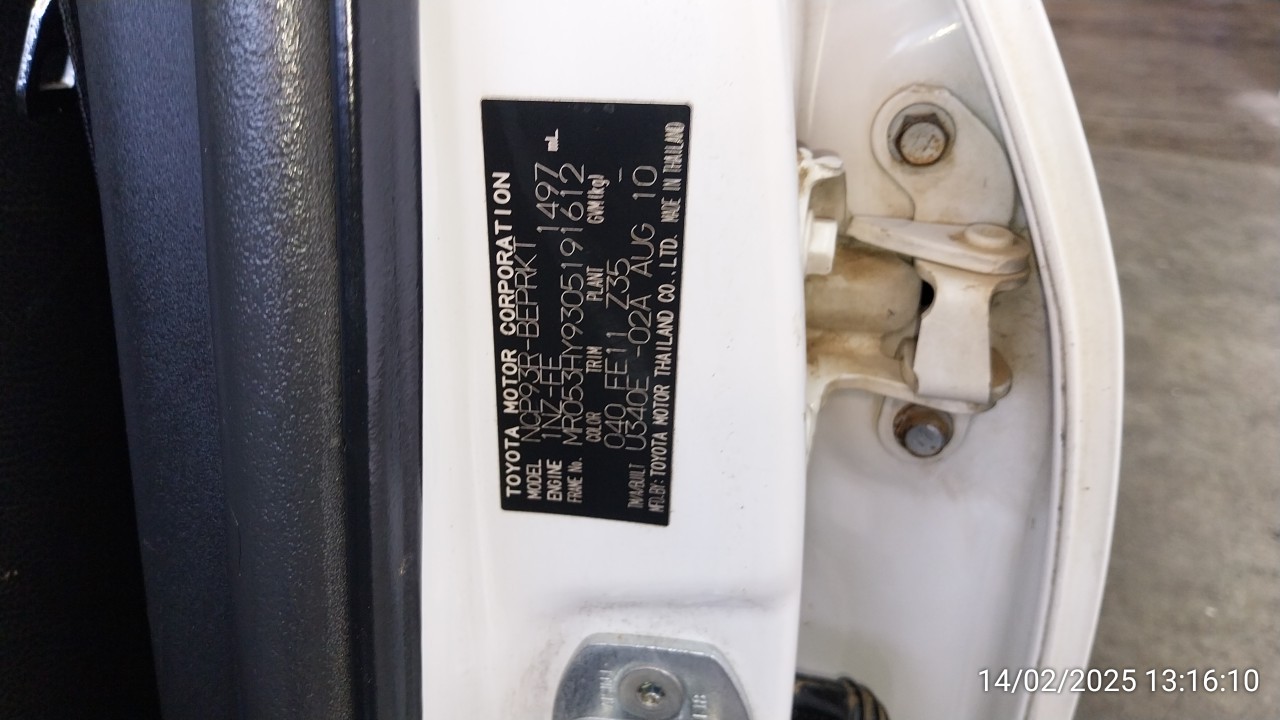 TOYOTA MOTOR CORPORATION
MODEL NCP93R-BEPRKT
ENGINE 1NZ-FE 1497 mL
FRAME No. MR053HY9305191612
COLOR TRIM PLANT GVM(kg)
040 FE11 Z35 -
T/M/A/BUILT U340E -02A AUG 10
MFD.BY: TOYOTA MOTOR THAILAND CO.,LTD. MADE IN THAILAND
14/02/2025 13:16:10